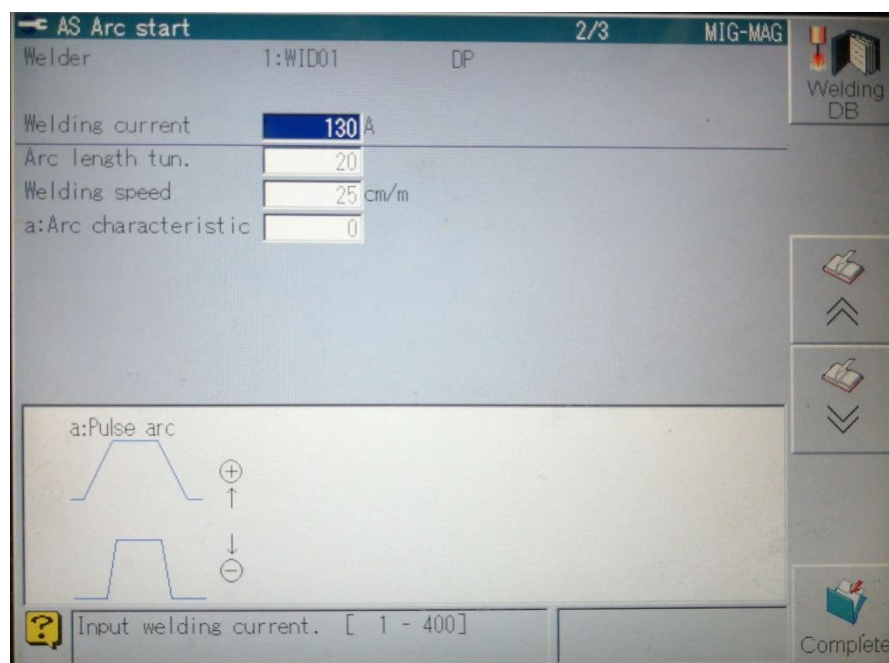 AS Arc start 2/3 MIG-MAG
Welder 1:WID01 DP
Welding DB
Welding current 130 A
Arc length tun. 20
Welding speed 25 cm/m
a:Arc characteristic 0
a:Pulse arc
+
-
? Input welding current. [ 1 - 400]
Complete